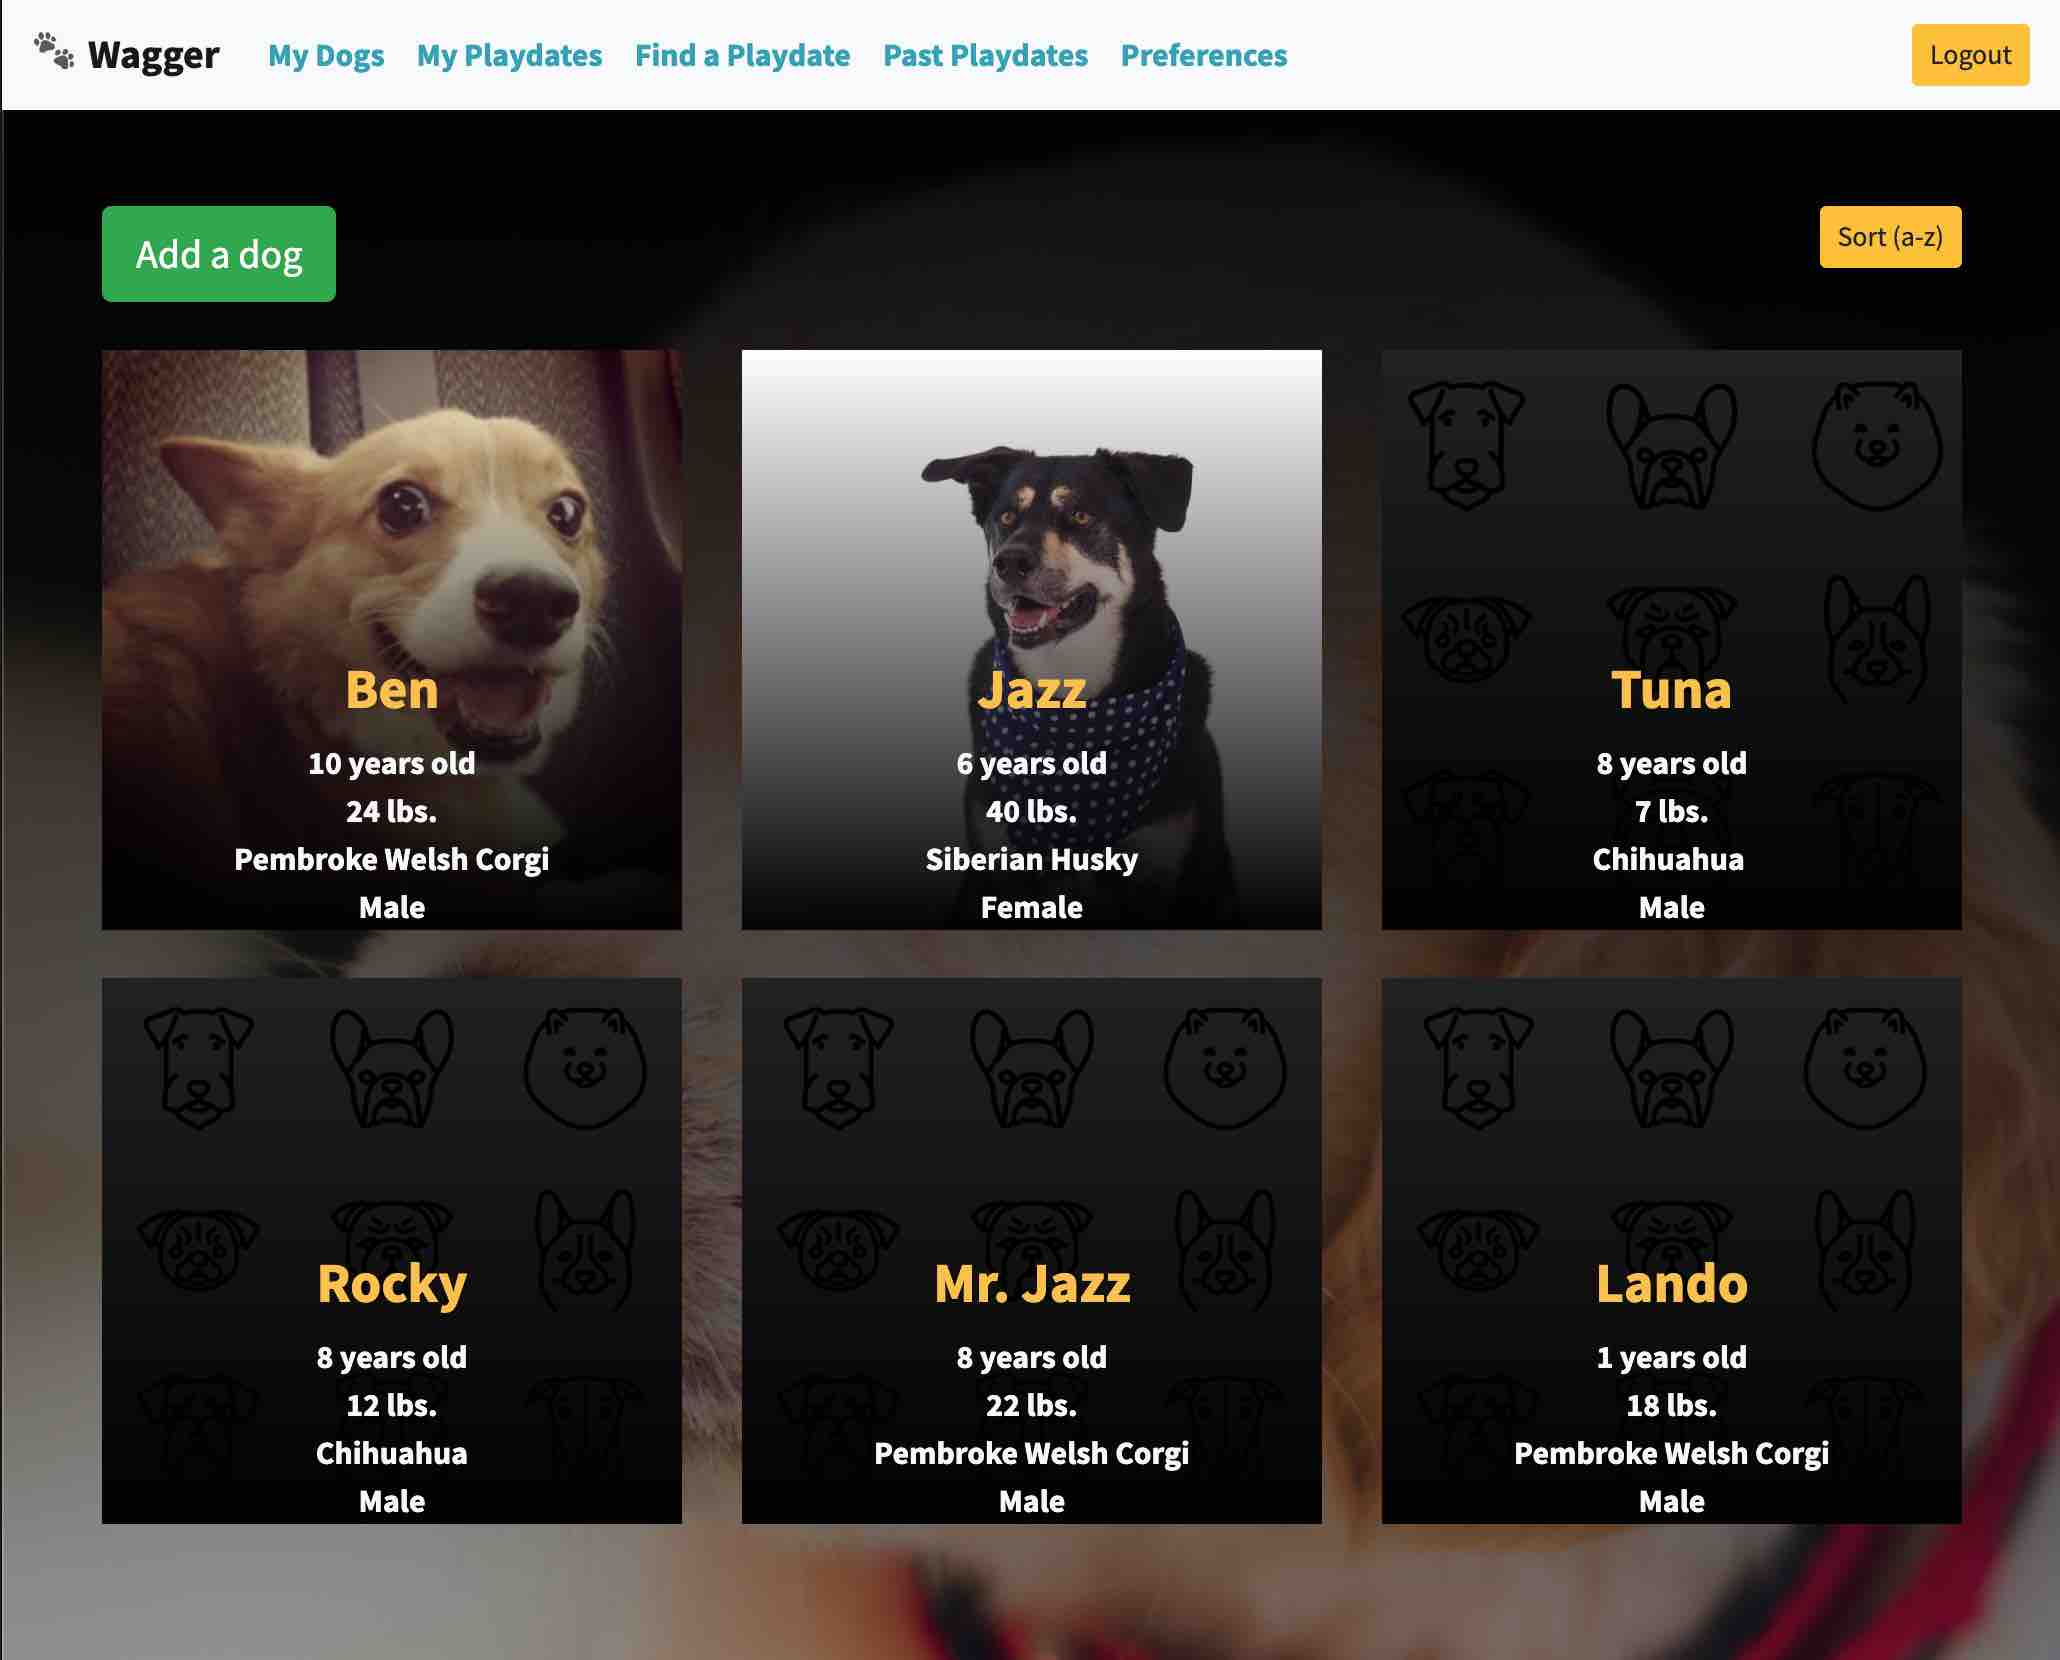 Wagger
My Dogs
My Playdates
Find a Playdate
Past Playdates
Preferences
Logout
Add a dog
Sort (a-z)
Ben
10 years old
24 lbs.
Pembroke Welsh Corgi
Male
Jazz
6 years old
40 lbs.
Siberian Husky
Female
Tuna
8 years old
7 lbs.
Chihuahua
Male
Rocky
8 years old
12 lbs.
Chihuahua
Male
Mr. Jazz
8 years old
22 lbs.
Pembroke Welsh Corgi
Male
Lando
1 years old
18 lbs.
Pembroke Welsh Corgi
Male